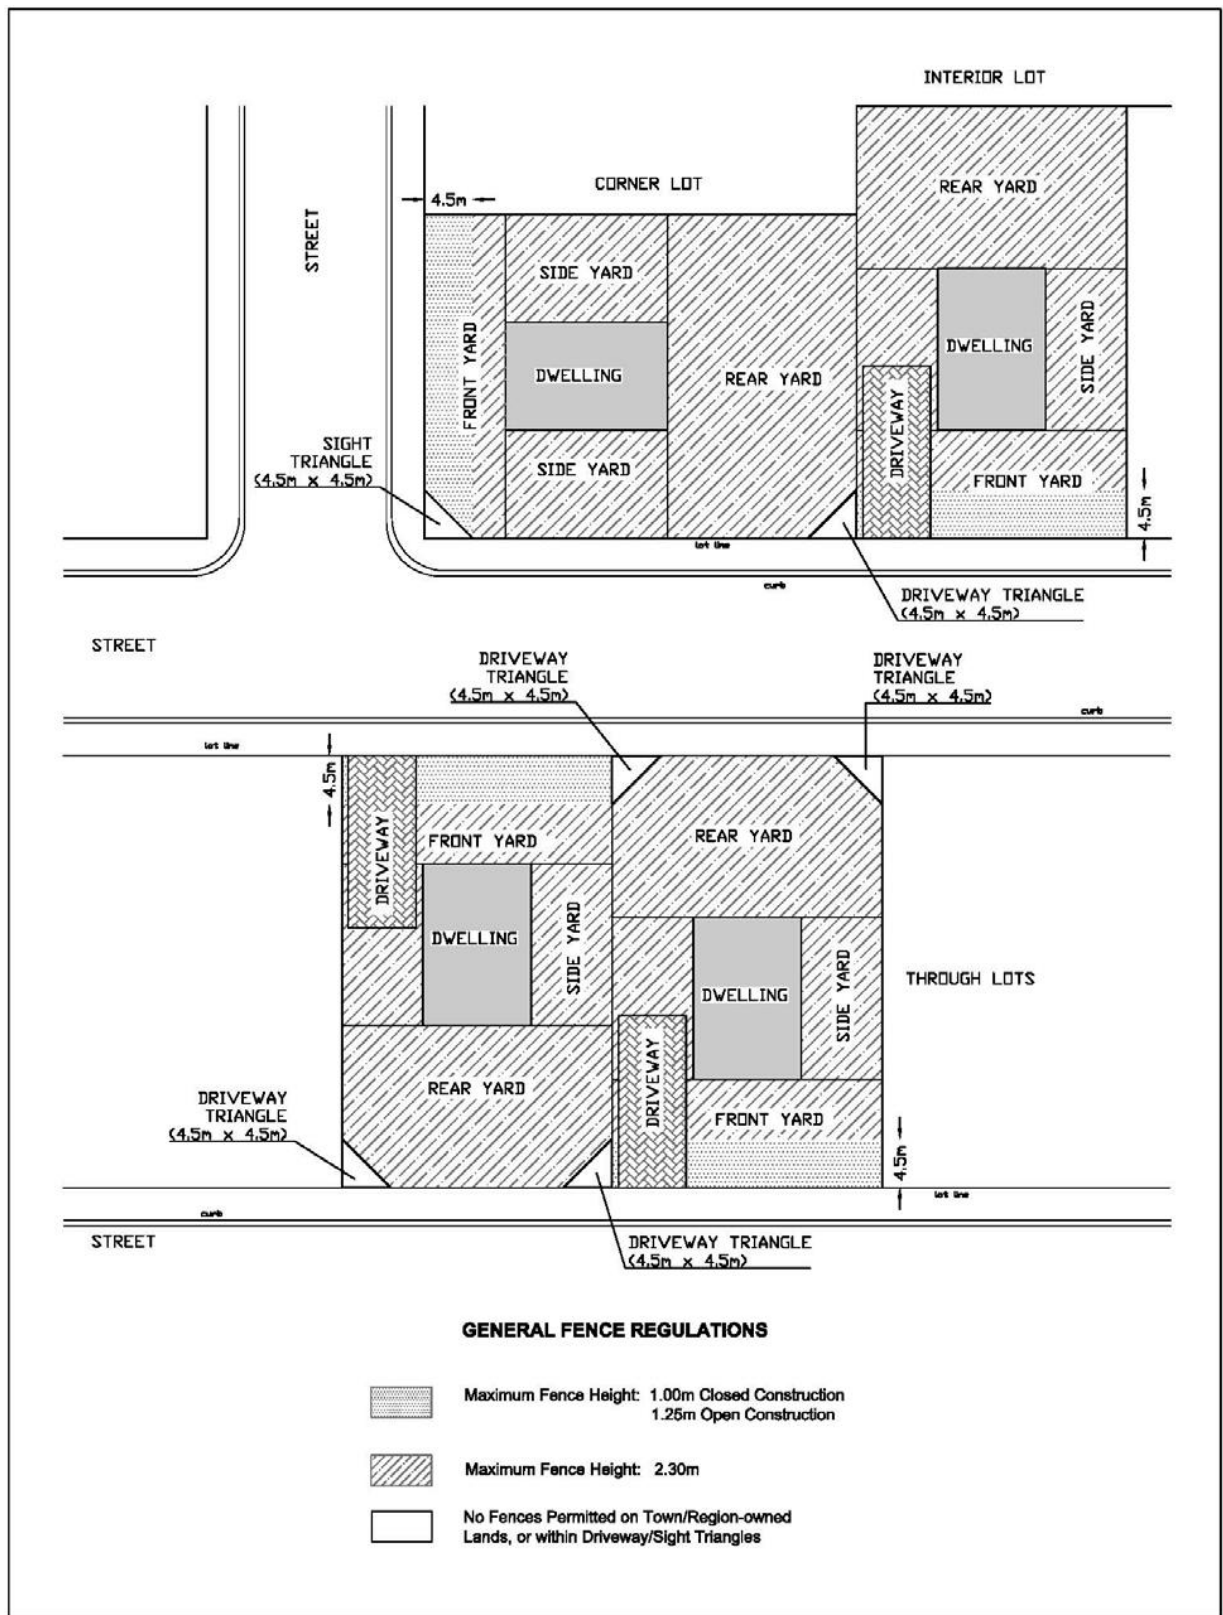 INTERIOR LOT
CORNER LOT
REAR YARD
4.5m
STREET
SIDE YARD
FRONT YARD
DWELLING
REAR YARD
DWELLING
SIDE YARD
DRIVEWAY
SIGHT
TRIANGLE
(4.5m x 4.5m)
SIDE YARD
FRONT YARD
4.5m
lot line
curb
DRIVEWAY TRIANGLE
(4.5m x 4.5m)
STREET
DRIVEWAY
TRIANGLE
(4.5m x 4.5m)
DRIVEWAY
TRIANGLE
(4.5m x 4.5m)
curb
lot line
4.5m
DRIVEWAY
FRONT YARD
REAR YARD
DWELLING
SIDE YARD
DWELLING
SIDE YARD
THROUGH LOTS
DRIVEWAY
REAR YARD
DRIVEWAY
TRIANGLE
(4.5m x 4.5m)
FRONT YARD
4.5m
lot line
curb
STREET
DRIVEWAY TRIANGLE
(4.5m x 4.5m)
GENERAL FENCE REGULATIONS
Maximum Fence Height: 1.00m Closed Construction
1.25m Open Construction
Maximum Fence Height: 2.30m
No Fences Permitted on Town/Region-owned
Lands, or within Driveway/Sight Triangles